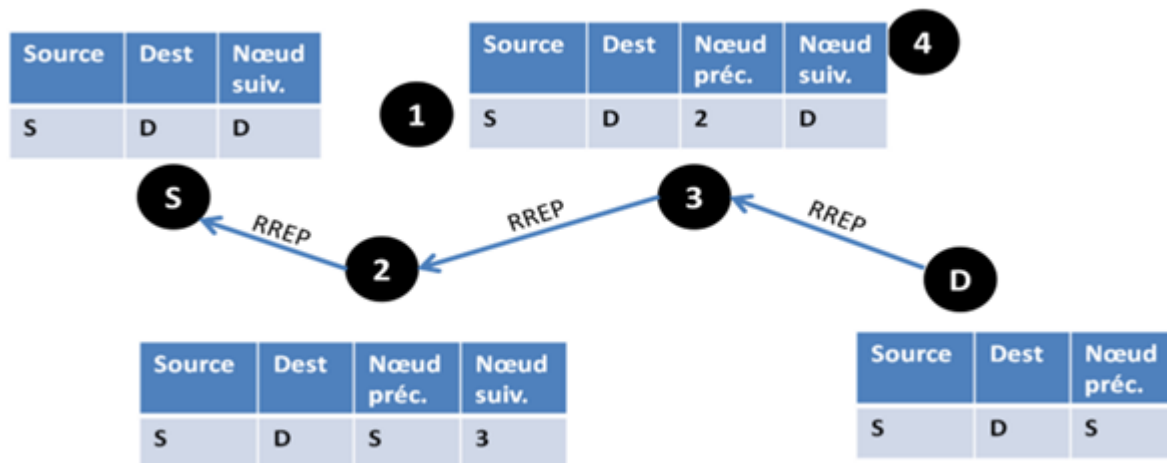 Source Dest Nœud suiv.
S D D
1
Source Dest Nœud préc. Nœud suiv.
S D 2 D
4
S
RREP
2
RREP
3
RREP
D
Source Dest Nœud préc. Nœud suiv.
S D S 3
Source Dest Nœud préc.
S D S